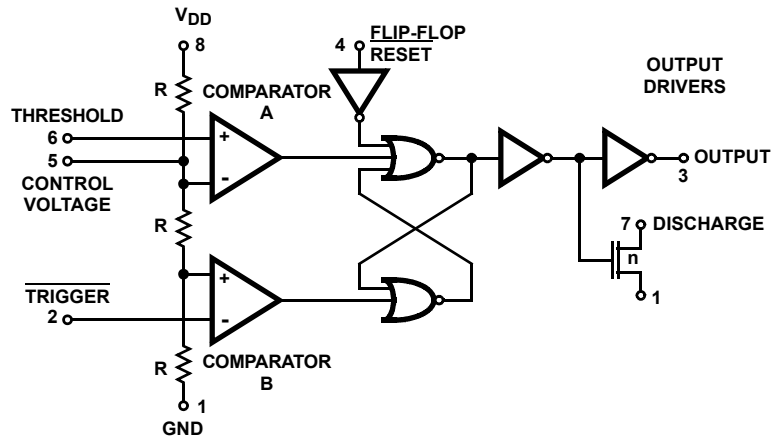 VDD
8
R
THRESHOLD
6
5
CONTROL
VOLTAGE
COMPARATOR
A
+
-
4
FLIP-FLOP
RESET
OUTPUT
DRIVERS
OUTPUT
3
R
7
DISCHARGE
n
1
TRIGGER
2
+
-
R
COMPARATOR
B
1
GND